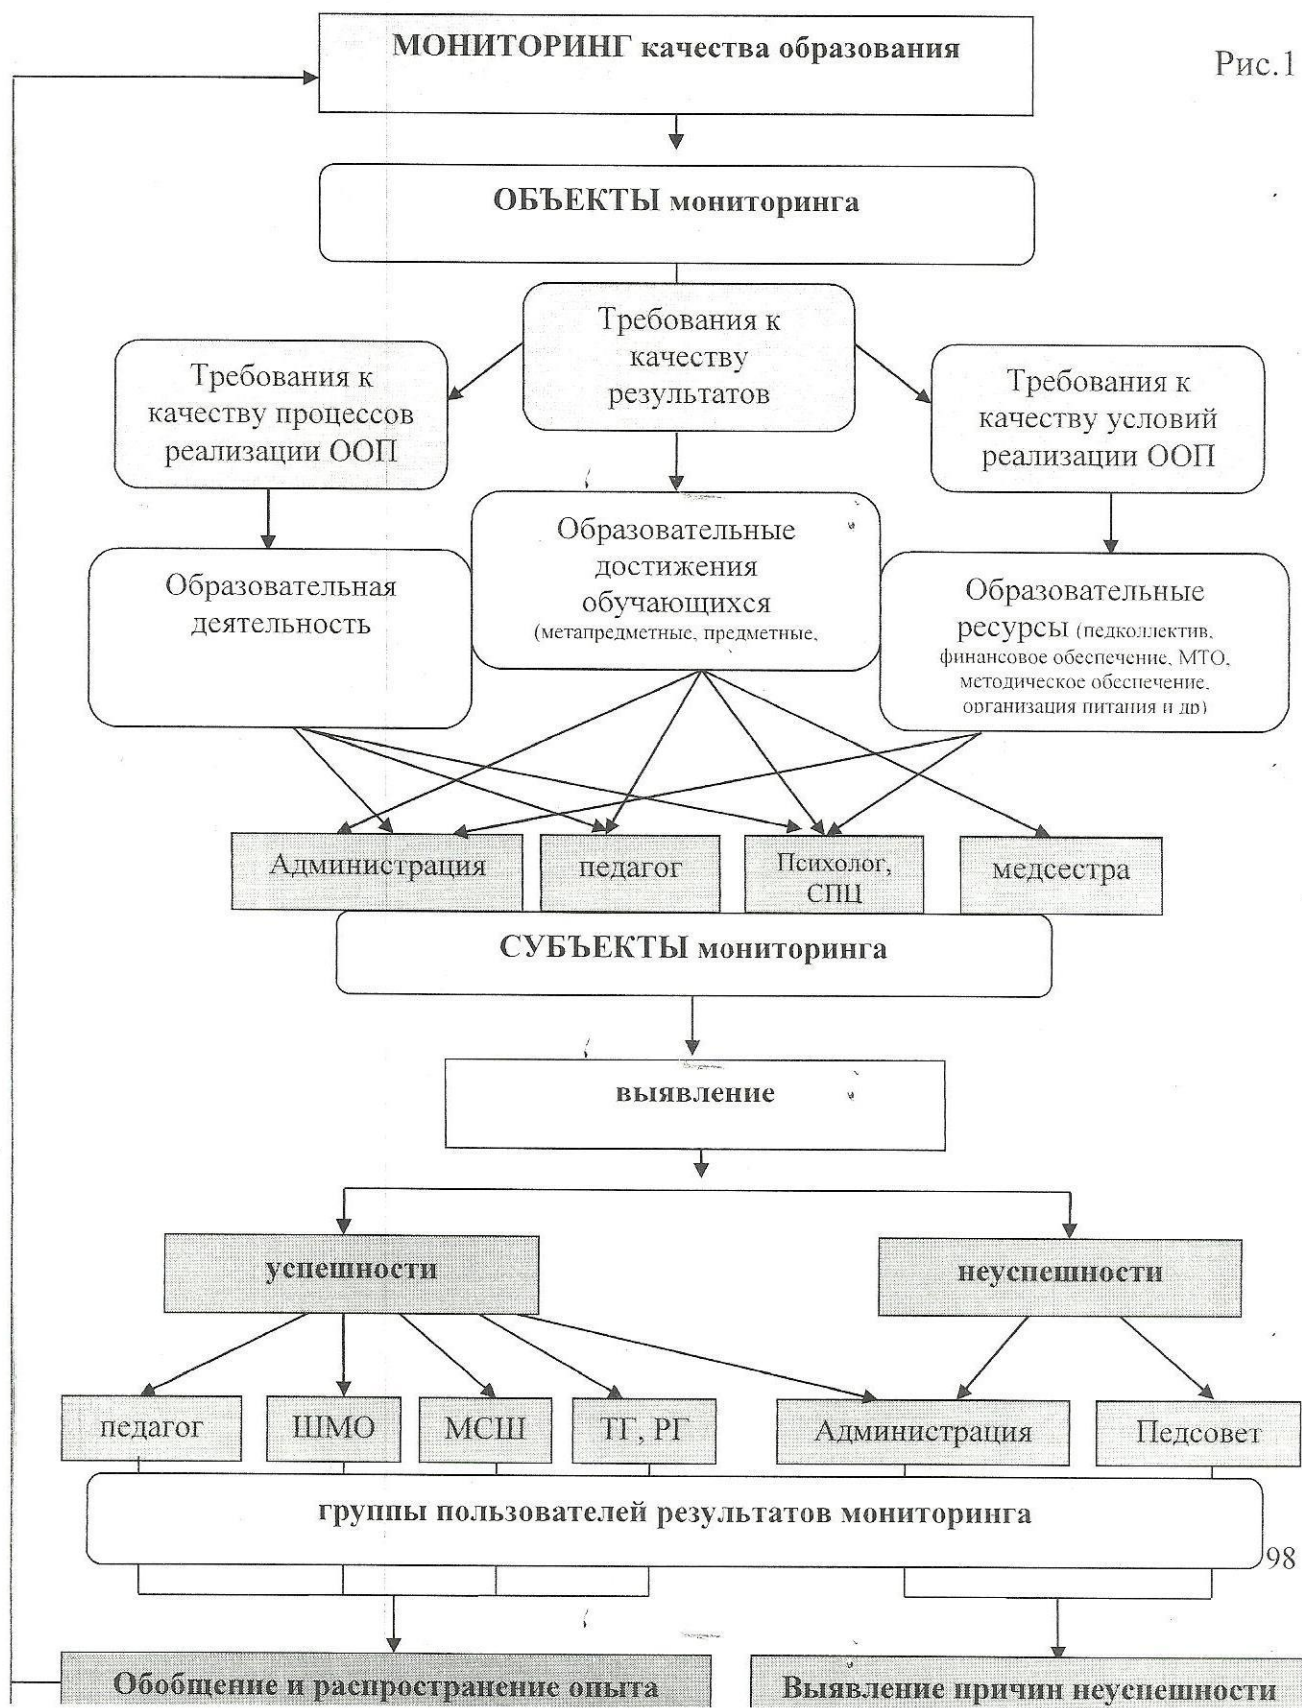 МОНИТОРИНГ качества образования
Рис.1
ОБЪЕКТЫ мониторинга
Требования к
качеству
результатов
Требования к
качеству процессов
реализации ООП
Требования к
качеству условий
реализации ООП
Образовательная
деятельность
Образовательные
достижения
обучающихся
(метапредметные, предметные,
Образовательные
ресурсы (педколлектив,
финансовое обеспечение, МТО,
методическое обеспечение,
организация питания и др)
Администрация
педагог
Психолог,
СПЦ
медсестра
СУБЪЕКТЫ мониторинга
выявление
успешности
неуспешности
педагог
ШМО
МСШ
ТГ, РГ
Администрация
Педсовет
группы пользователей результатов мониторинга
98
Обобщение и распространение опыта
Выявление причин неуспешности